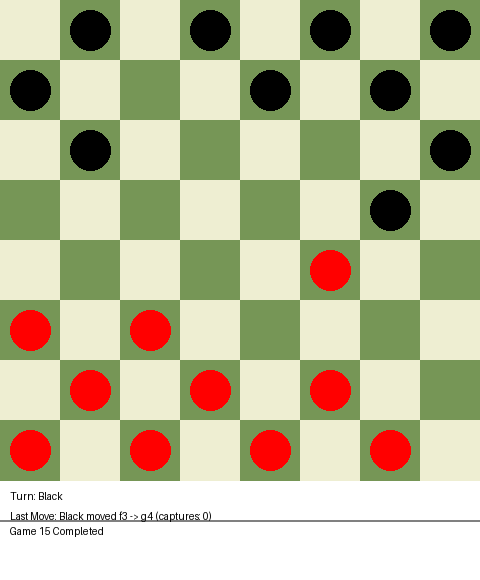 Turn: Black
Last Move: Black moved f3 -> g4 (captures: 0)
Game 15 Completed